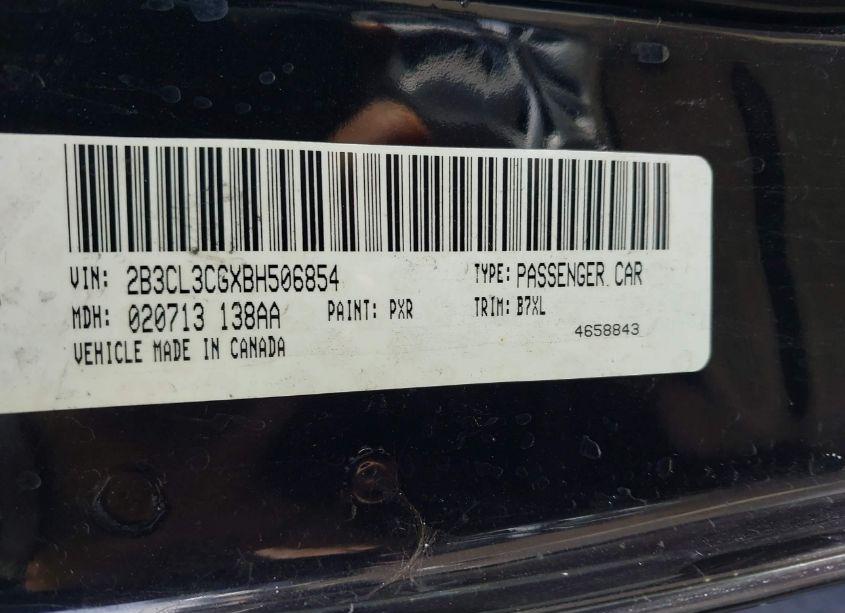 VIN: 2B3CL3CGXBH506854 TYPE: PASSENGER CAR
MDH: 020713 138AA PAINT: PXR TRIM: B7XL
VEHICLE MADE IN CANADA 4658843